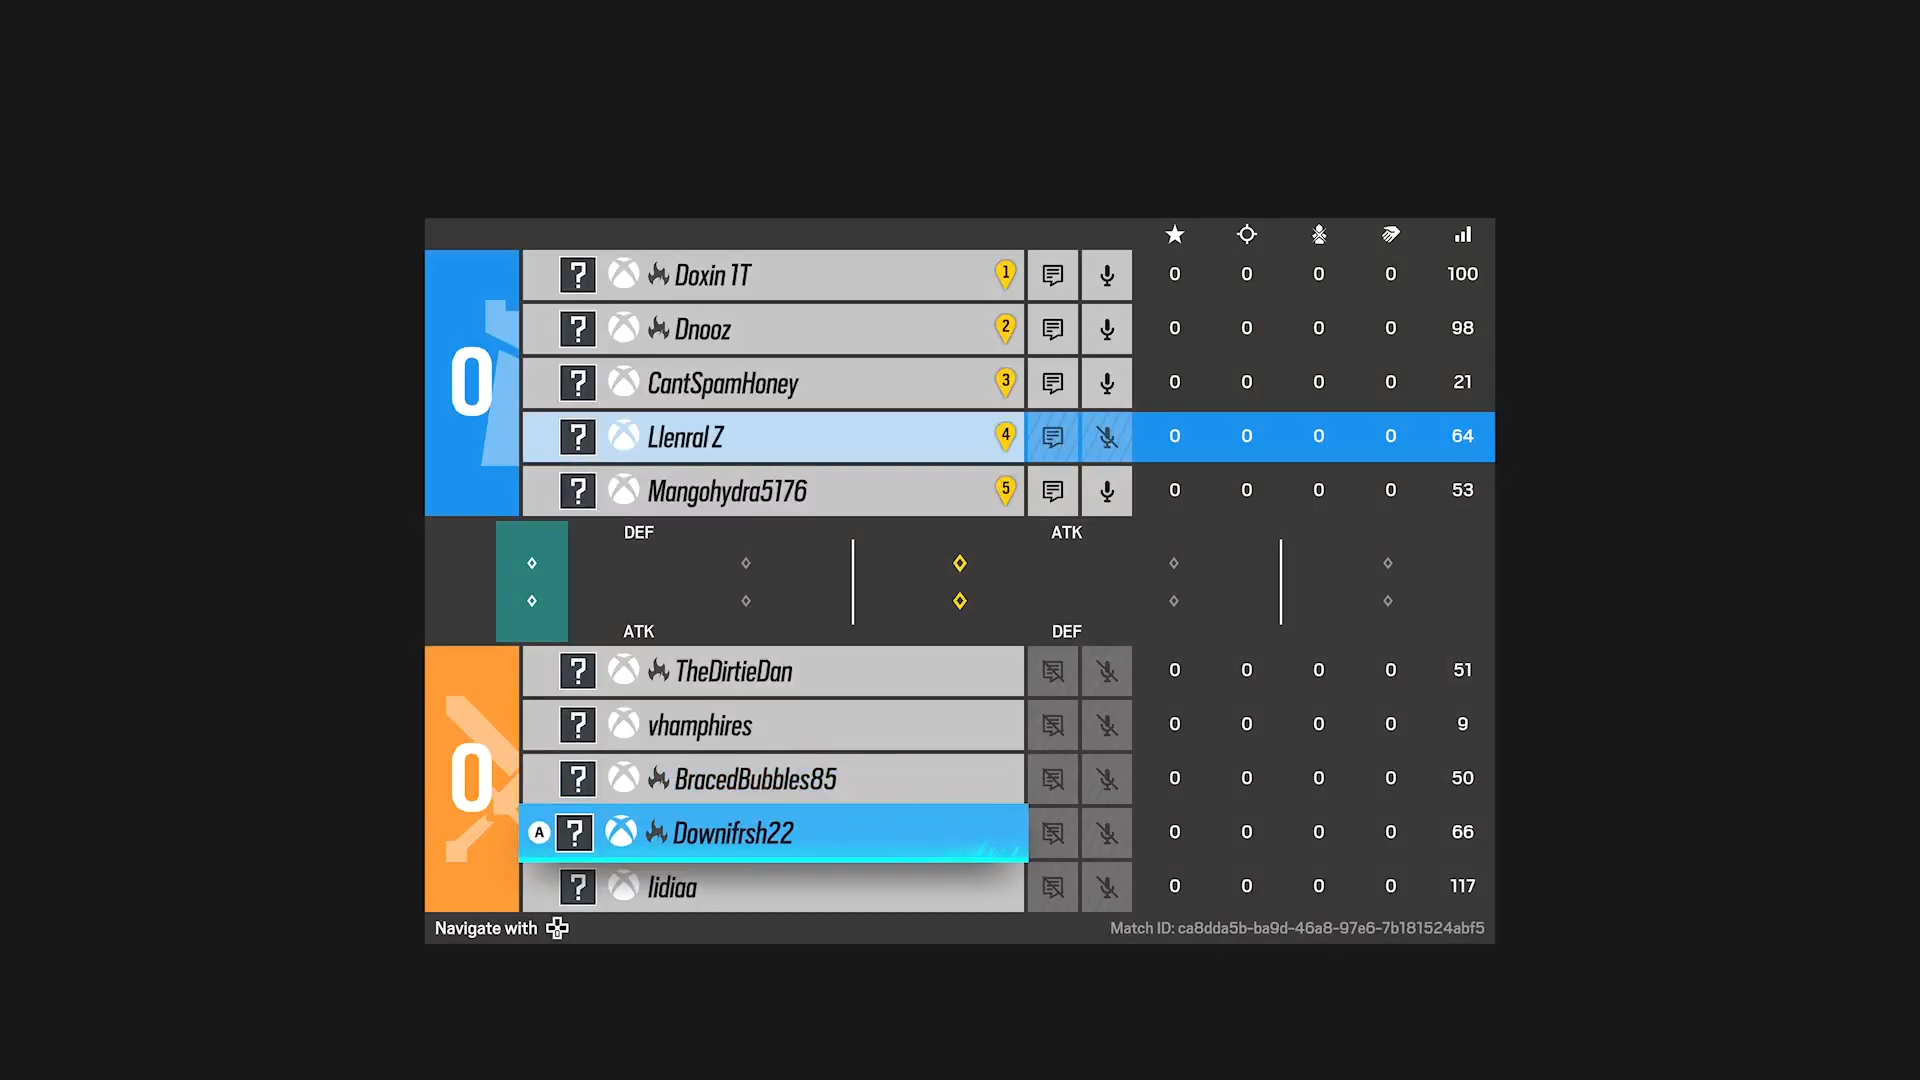 0
? Doxin 1T 1 0 0 0 0 100
? Dnooz 2 0 0 0 0 98
? CantSpamHoney 3 0 0 0 0 21
? Llenral Z 4 0 0 0 0 64
? Mangohydra5176 5 0 0 0 0 53
DEF ATK
ATK DEF
0
? TheDirtieDan 0 0 0 0 51
? vhamphires 0 0 0 0 9
? BracedBubbles85 0 0 0 0 50
A ? Downifrsh22 0 0 0 0 66
? lidiaa 0 0 0 0 117
Navigate with
Match ID: ca8dda5b-ba9d-46a8-97e6-7b181524abf5